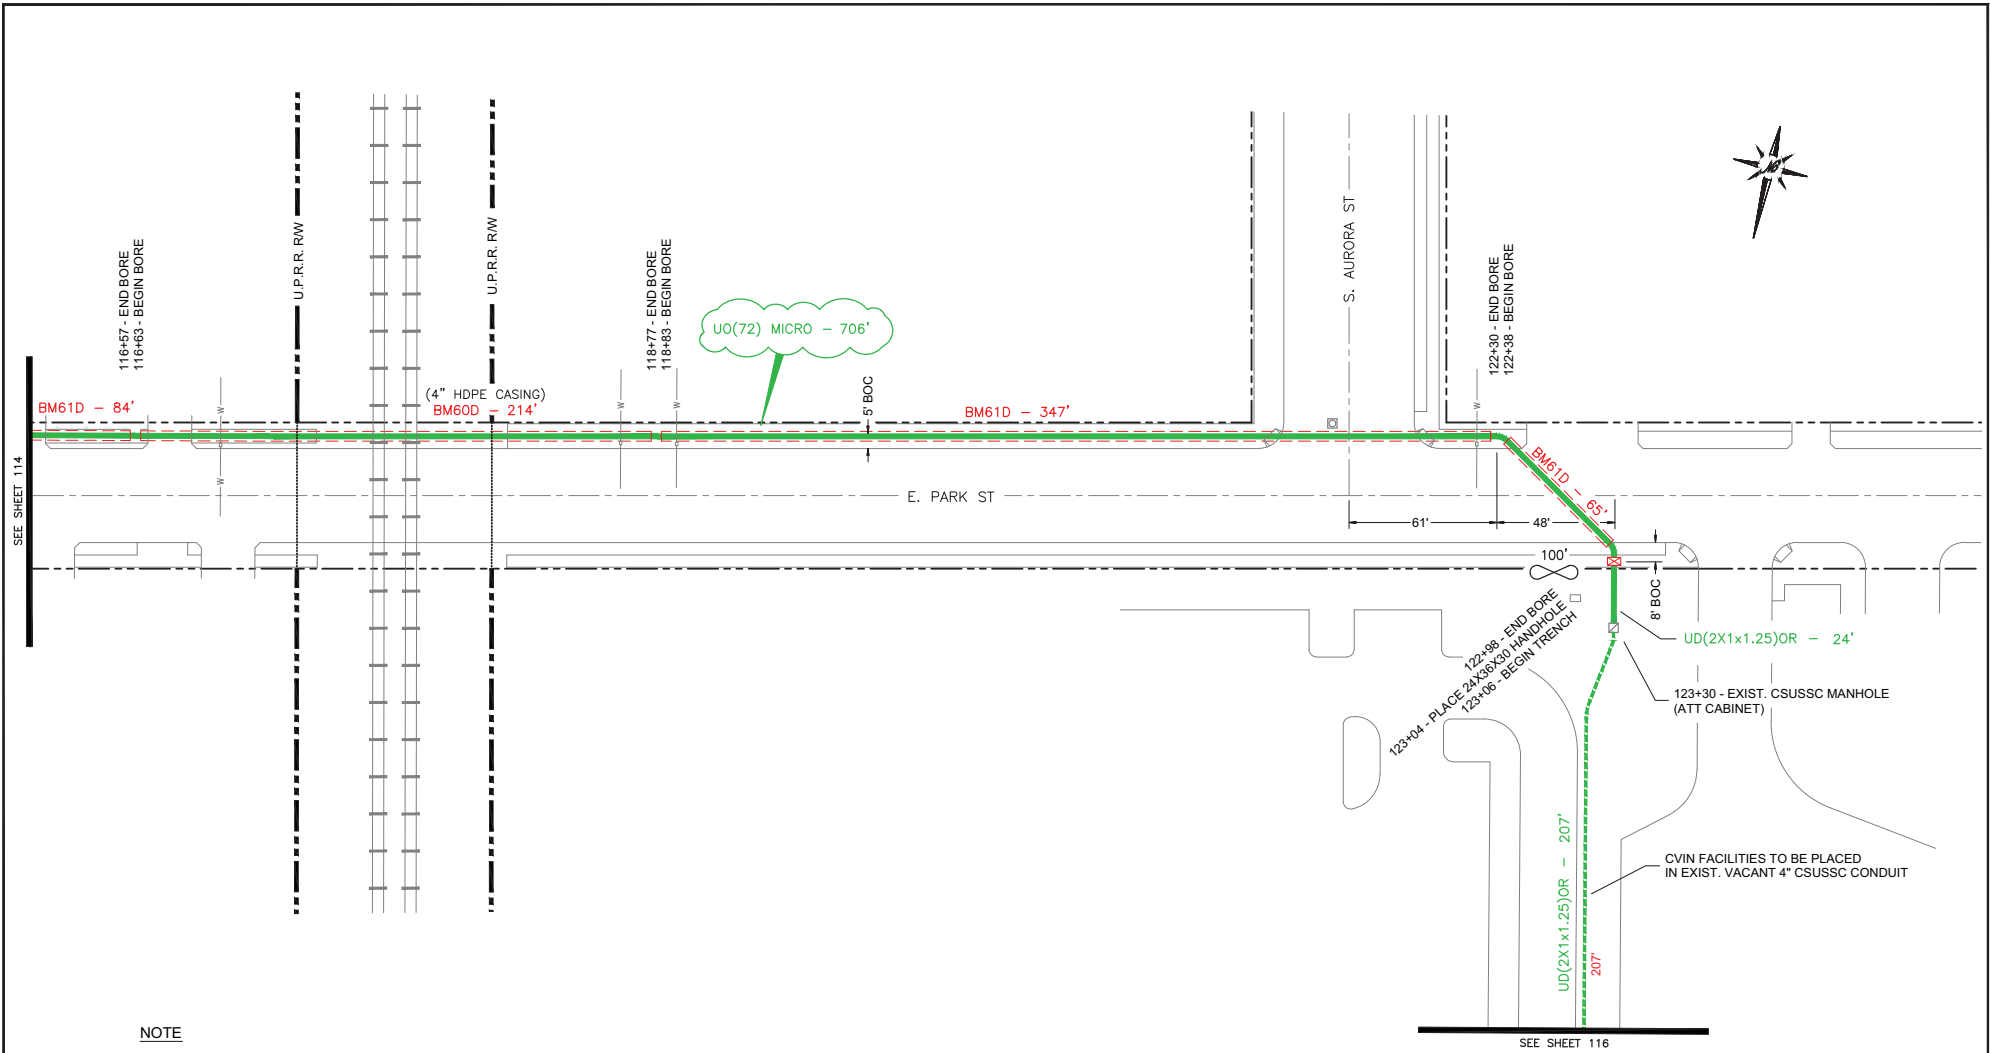 116+57 - END BORE
116+63 - BEGIN BORE
U.P.R.R. R/W
U.P.R.R. R/W
118+77 - END BORE
118+83 - BEGIN BORE
UO(72) MICRO - 706'
S. AURORA ST
122+30 - END BORE
122+38 - BEGIN BORE
SEE SHEET 114
BM61D - 84'
(4" HDPE CASING)
BM60D - 214'
5' BOC
BM61D - 347'
W
W
W
W
W
BM61D - 65'
E. PARK ST
61'
48'
100'
8' BOC
122+98 - END BORE
123+04 - PLACE 24X36X30 HANDHOLE
123+06 - BEGIN TRENCH
UD(2X1x1.25)OR - 24'
123+30 - EXIST. CSUSSC MANHOLE
(ATT CABINET)
UD(2X1x1.25)OR - 207'
207'
CVIN FACILITIES TO BE PLACED
IN EXIST. VACANT 4" CSUSSC CONDUIT
NOTE
SEE SHEET 116